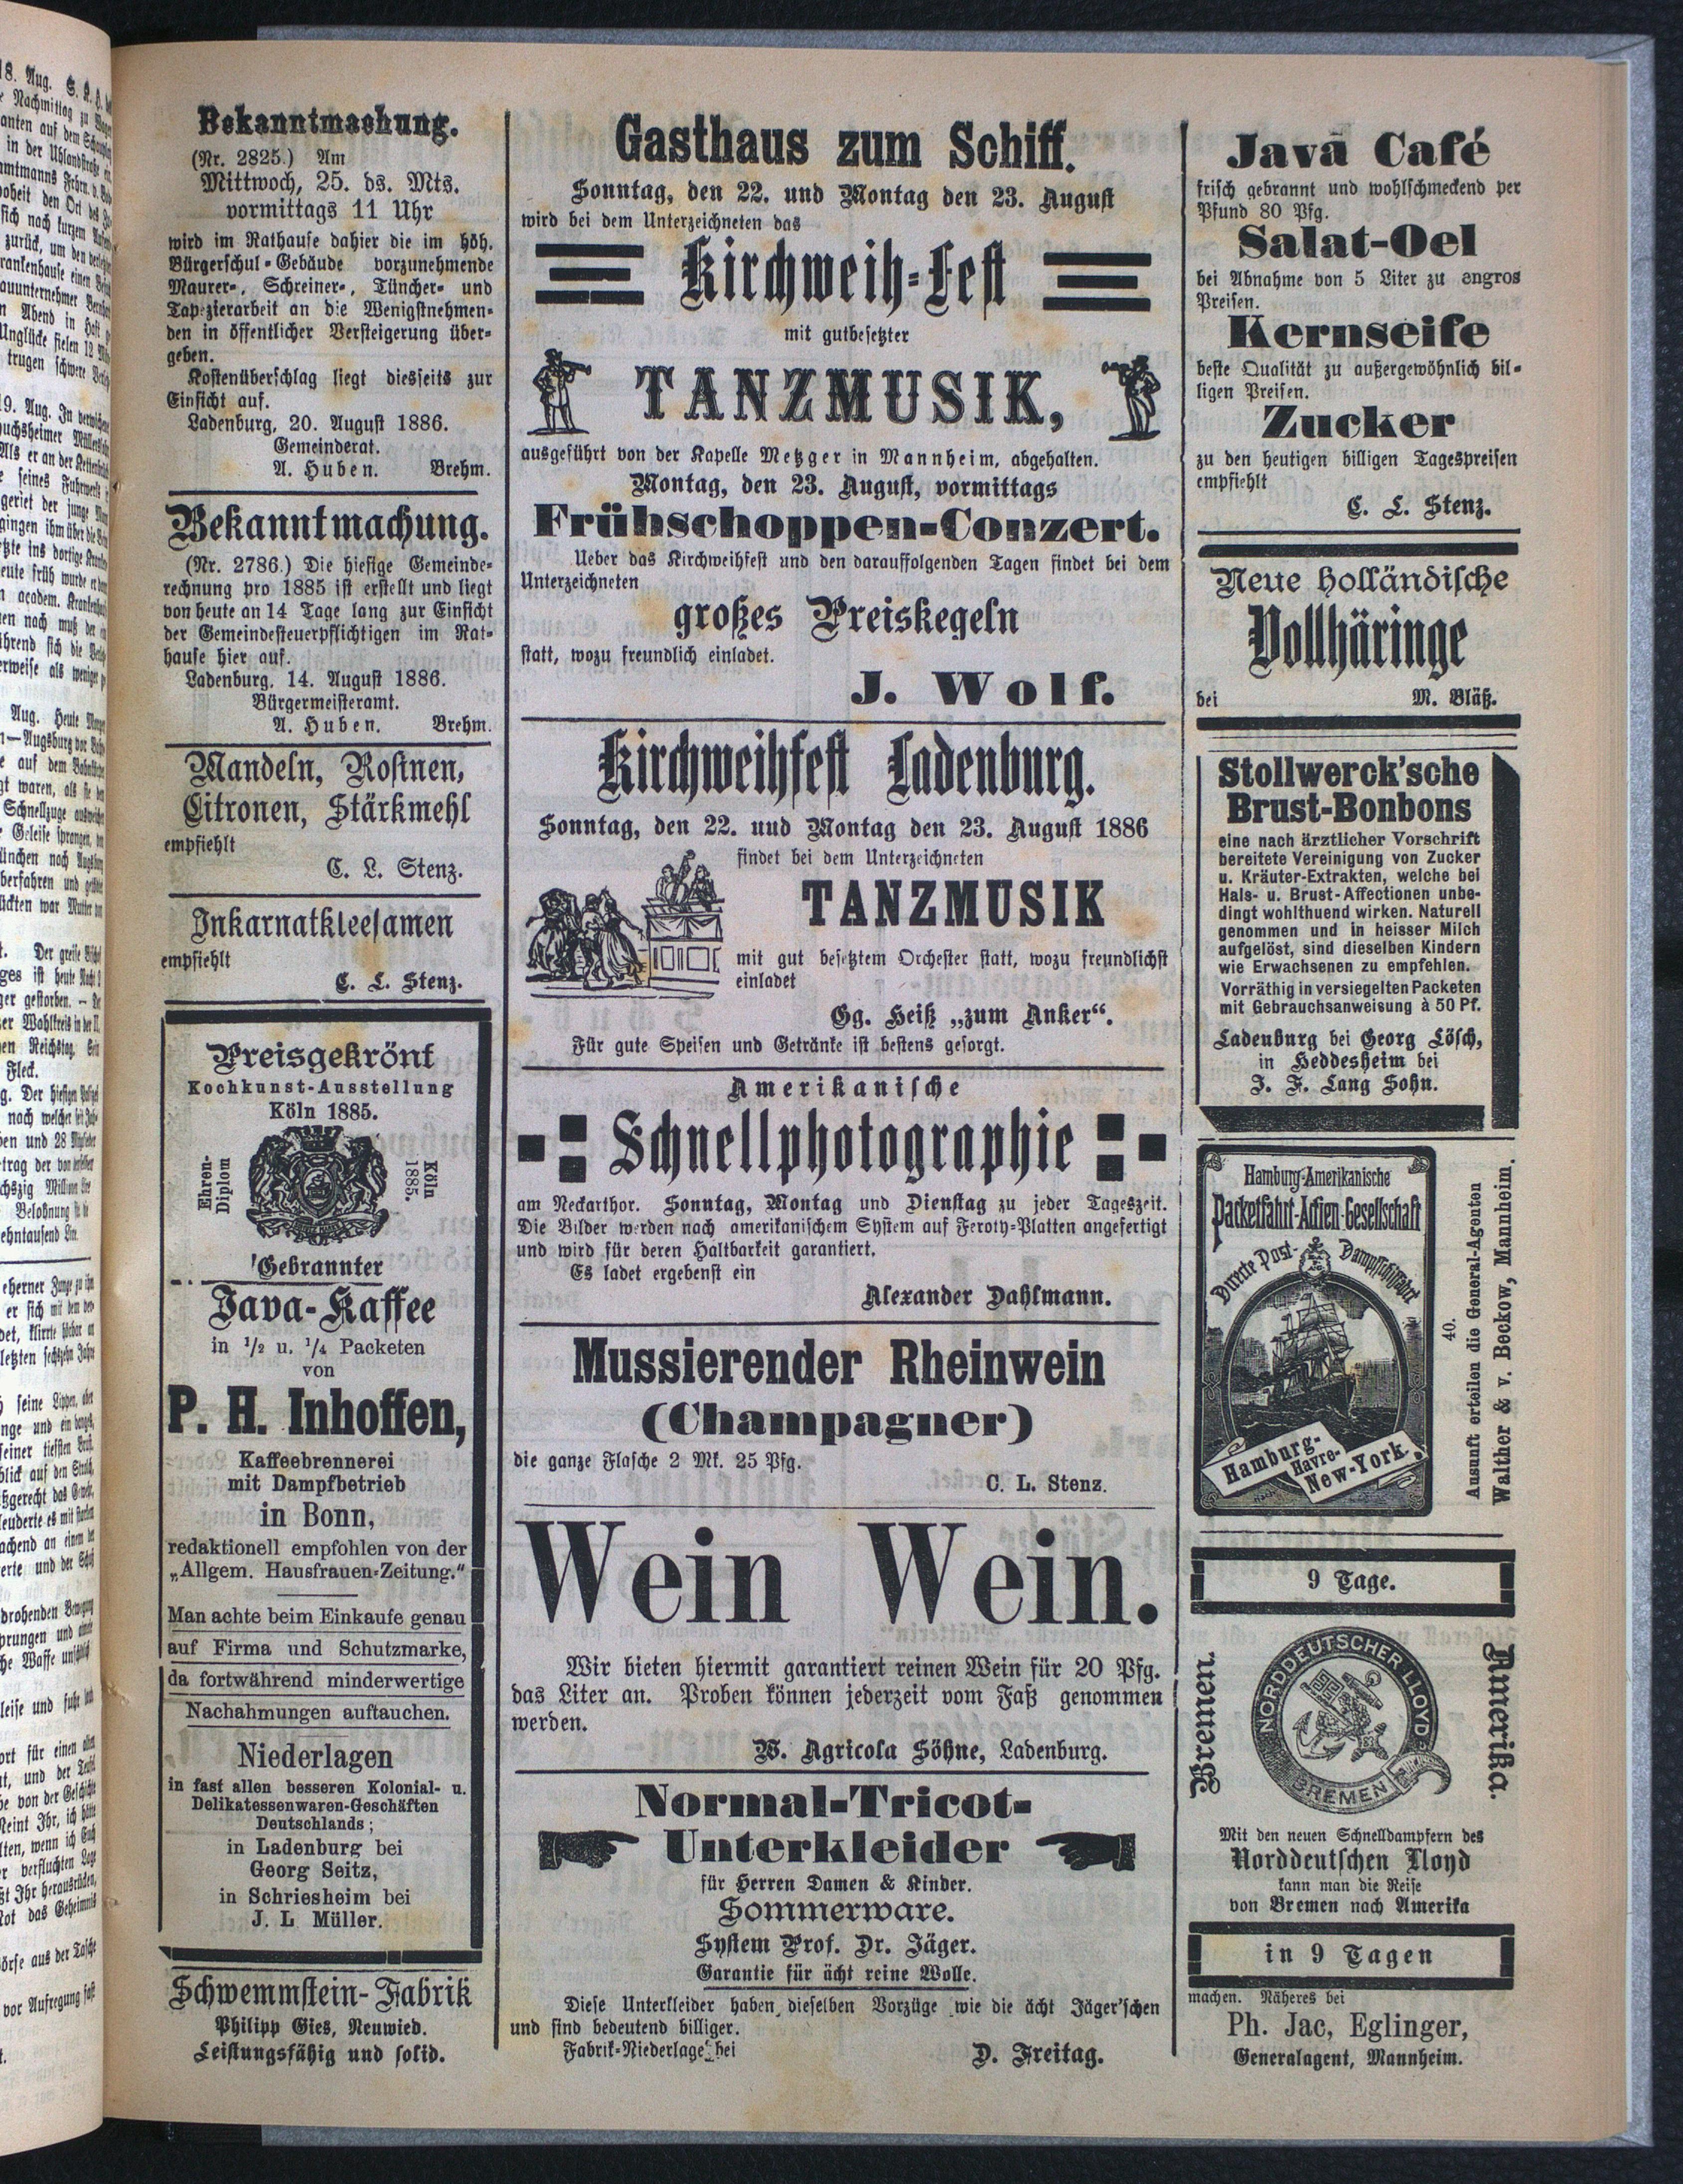 Bekanntmachung.
(Nr. 2825.) Am
Mittwoch, 25. ds. Mts.
vormittags 11 Uhr
wird im Rathause dahier die im höh.
Bürgerschul-Gebäude vorzunehmende
Maurer-, Schreiner-, Tüncher- und
Tapezierarbeit an die Wenigstnehmen-
den in öffentlicher Versteigerung über-
geben.
Kostenüberschlag liegt diesseits zur
Einsicht auf.
Ladenburg, 20. August 1886.
Gemeinderat.
A. Huben. Brehm.
Bekanntmachung.
(Nr. 2786.) Die hiesige Gemeinde-
rechnung pro 1885 ist erstellt und liegt
von heute an 14 Tage lang zur Einsicht
der Gemeindesteuerpflichtigen im Rat-
hause hier auf.
Ladenburg, 14. August 1886.
Bürgermeisteramt.
A. Huben. Brehm.
Mandeln, Rosinen,
Citronen, Stärkmehl
empfiehlt
C. L. Stenz.
Inkarnatkleesamen
empfiehlt
C. L. Stenz.
Preisgekrönt
Kochkunst-Ausstellung
Köln 1885.
Ehren-
Diplom
Köln
1885.
Gebrannter
Java-Kaffee
in 1/2 u. 1/4 Packeten
von
P. H. Inhoffen,
Kaffeebrennerei
mit Dampfbetrieb
in Bonn,
redaktionell empfohlen von der
„Allgem. Hausfrauen-Zeitung."
Man achte beim Einkaufe genau
auf Firma und Schutzmarke,
da fortwährend minderwertige
Nachahmungen auftauchen.
Niederlagen
in fast allen besseren Kolonial- u.
Delikatessenwaren-Geschäften
Deutschlands;
in Ladenburg bei
Georg Seitz,
in Schriesheim bei
J. L Müller.
Schwemmstein-Fabrik
Philipp Gies, Neuwied.
Leistungsfähig und solid.
Gasthaus zum Schiff.
Sonntag, den 22. und Montag den 23. August
wird bei dem Unterzeichneten das
Kirchweih-Fest
mit gutbesetzter
TANZMUSIK,
ausgeführt von der Kapelle Metzger in Mannheim, abgehalten.
Montag, den 23. August, vormittags
Frühschoppen-Conzert.
Ueber das Kirchweihfest und den darauffolgenden Tagen findet bei dem
Unterzeichneten
großes Preiskegeln
statt, wozu freundlich einladet.
J. Wolf.
Kirchweihfest Ladenburg.
Sonntag, den 22. und Montag den 23. August 1886
findet bei dem Unterzeichneten
TANZMUSIK
mit gut besetztem Orchester statt, wozu freundlichst
einladet
Gg. Heiß „zum Anker“.
Für gute Speisen und Getränke ist bestens gesorgt.
Amerikanische
Schnellphotographie
am Neckarthor. Sonntag, Montag und Dienstag zu jeder Tageszeit.
Die Bilder werden nach amerikanischem System auf Feroty-Platten angefertigt
und wird für deren Haltbarkeit garantiert.
Es ladet ergebenst ein
Alexander Dahlmann.
Mussierender Rheinwein
(Champagner)
die ganze Flasche 2 Mk. 25 Pfg.
C. L. Stenz.
Wein Wein.
Wir bieten hiermit garantiert reinen Wein für 20 Pfg.
das Liter an. Proben können jederzeit vom Faß genommen
werden.
W. Agricola Söhne, Ladenburg.
Normal-Tricot-
Unterkleider
für Herren Damen & Kinder.
Sommerware.
System Prof. Dr. Jäger.
Garantie für ächt reine Wolle.
Diese Unterkleider haben dieselben Vorzüge wie die ächt Jäger'schen
und sind bedeutend billiger.
Fabrik-Niederlage bei
D. Freitag.
Java Café
frisch gebrannt und wohlschmeckend per
Pfund 80 Pfg.
Salat-Oel
bei Abnahme von 5 Liter zu engros
Preisen.
Kernseife
beste Qualität zu außergewöhnlich bil-
ligen Preisen.
Zucker
zu den heutigen billigen Tagespreisen
empfiehlt
C. L. Stenz.
Neue holländische
Vollhäringe
bei M. Bläß.
Stollwerck'sche
Brust-Bonbons
eine nach ärztlicher Vorschrift
bereitete Vereinigung von Zucker
u. Kräuter-Extrakten, welche bei
Hals- u. Brust-Affectionen unbe-
dingt wohlthuend wirken. Naturell
genommen und in heisser Milch
aufgelöst, sind dieselben Kindern
wie Erwachsenen zu empfehlen.
Vorräthig in versiegelten Packeten
mit Gebrauchsanweisung à 50 Pf.
Ladenburg bei Georg Lösch,
in Heddesheim bei
J. F. Lang Sohn.
Hamburg-Amerikanische
Packetfahrt-Actien-Gesellschaft
Directe Post-Dampfschiffahrt
Hamburg-
Havre-
New-York.
40.
Auskunft erteilen die General-Agenten
Walther & v. Beckow, Mannheim.
9 Tage.
Bremen.
NORDDEUTSCHER LLOYD
BREMEN
Amerika.
Mit den neuen Schnelldampfern des
Norddeutschen Lloyd
kann man die Reise
von Bremen nach Amerika
in 9 Tagen
machen. Näheres bei
Ph. Jac, Eglinger,
Generalagent, Mannheim.